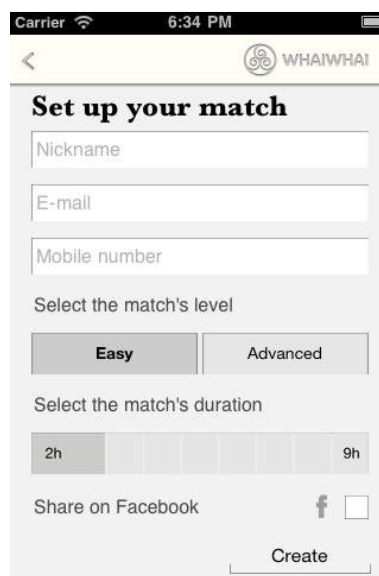 Carrier 6:34 PM
WHAIWHAI
Set up your match
Nickname
E-mail
Mobile number
Select the match's level
Easy Advanced
Select the match's duration
2h 9h
Share on Facebook f
Create